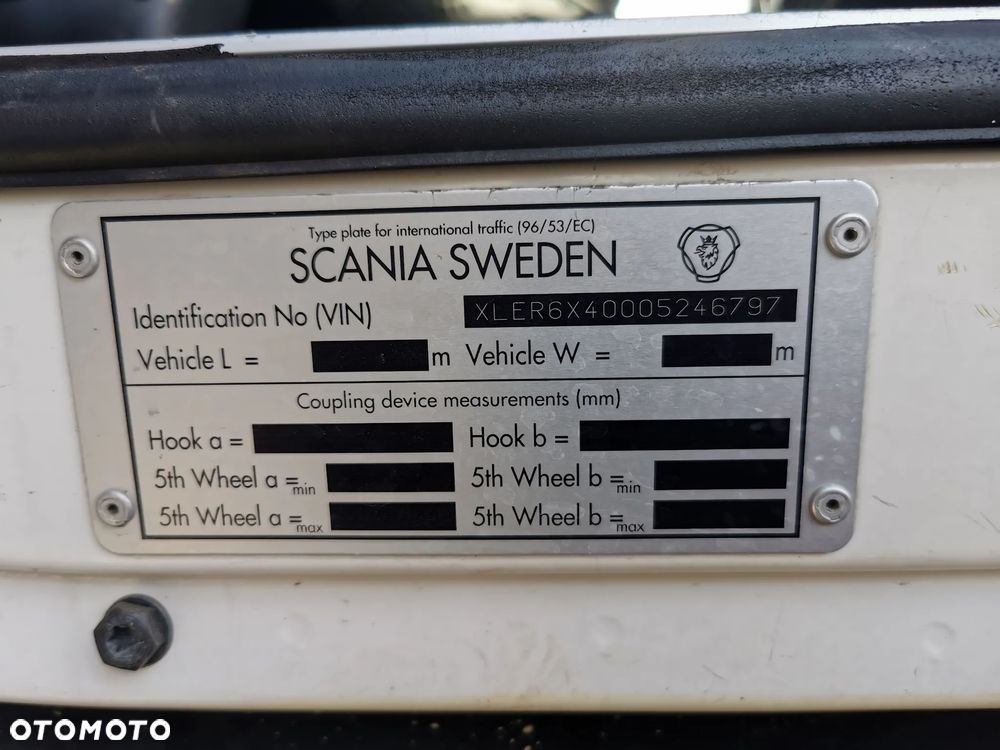 Type plate for international traffic (96/53/EC)
SCANIA SWEDEN
Identification No (VIN) XLER6X40005246797
Vehicle L = m Vehicle W = m
Coupling device measurements (mm)
Hook a = Hook b =
5th Wheel a =min 5th Wheel b =min
5th Wheel a =max 5th Wheel b =max
OTOMOTO